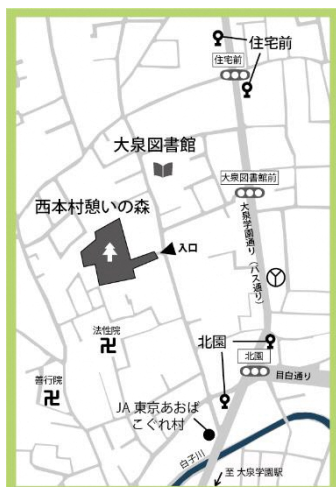 住宅前
住宅前
大泉図書館
大泉図書館前
西本村憩いの森
入口
大泉学園通り(バス通り)
法性院
北園
北園
善行院
目白通り
JA東京あおば
こぐれ村
白子川
至 大泉学園駅